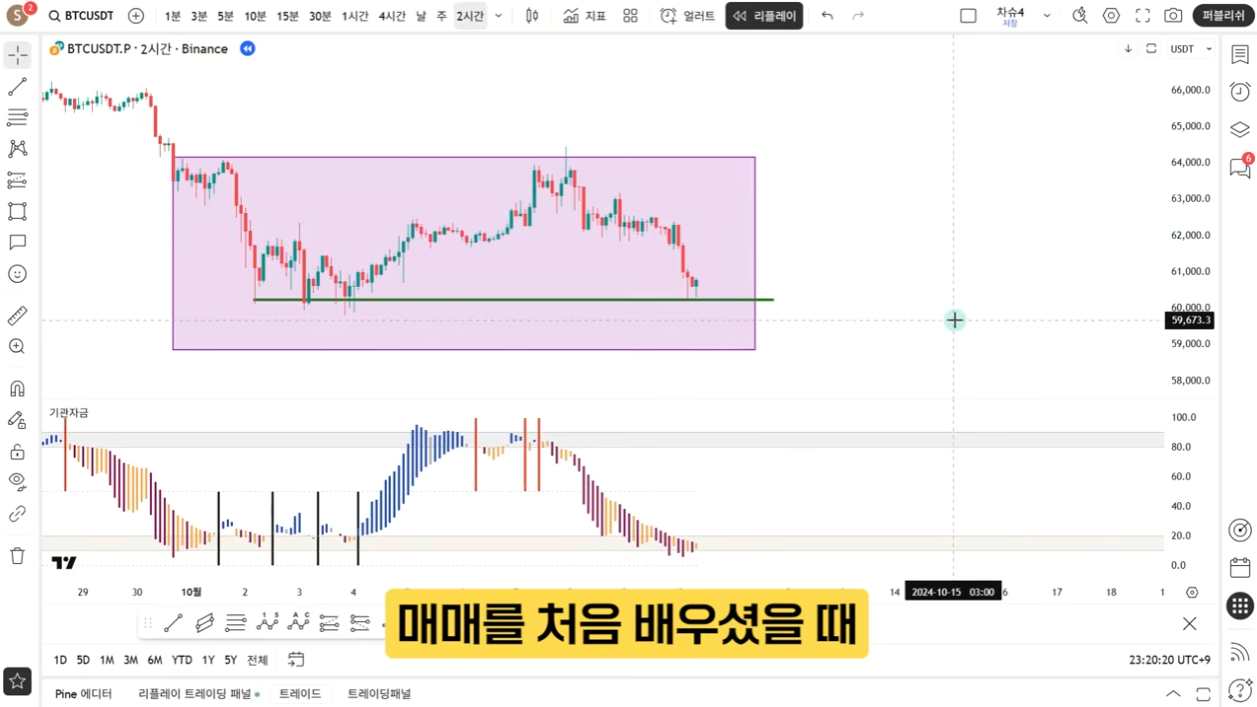 S 2 BTCUSDT 1분 3분 5분 10분 15분 30분 1시간 4시간 날 주 2시간 지표 얼러트 리플레이 차슈4 저장 퍼블리쉬
BTCUSDT.P · 2시간 · Binance
USDT
66,000.0
65,000.0
64,000.0
6
63,000.0
62,000.0
61,000.0
60,000.0
59,673.3
59,000.0
58,000.0
기관자금
100.0
80.0
60.0
40.0
20.0
0.0
29 30 10월 2 3 4 14 2024-10-15 03:00 6 17 18 1
매매를 처음 배우셨을 때
1D 5D 1M 3M 6M YTD 1Y 5Y 전체
23:20:20 UTC+9
Pine 에디터 리플레이 트레이딩 패널 트레이드 트레이딩패널